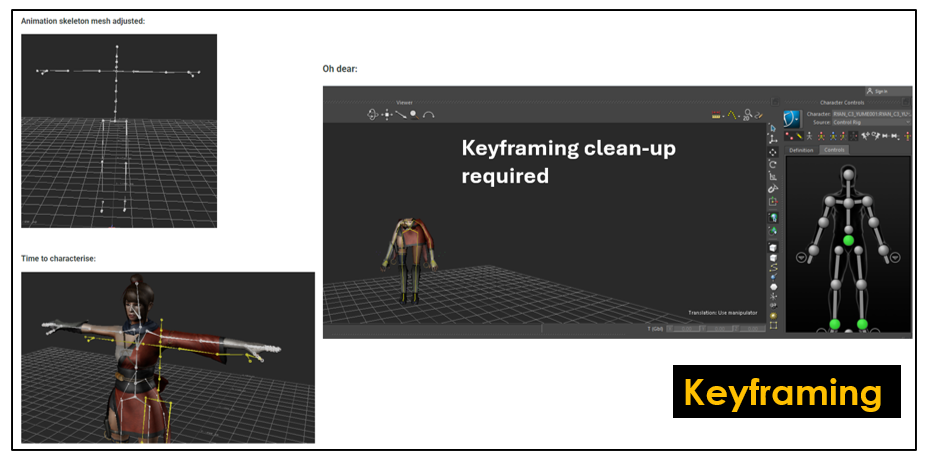 Animation skeleton mesh adjusted:
Oh dear:
Viewer
Sign in
Character Controls
Character:
Source: Control Rig
Definition Controls
Keyframing clean-up
required
Translation: Use manipulator
Time to characterise:
Keyframing